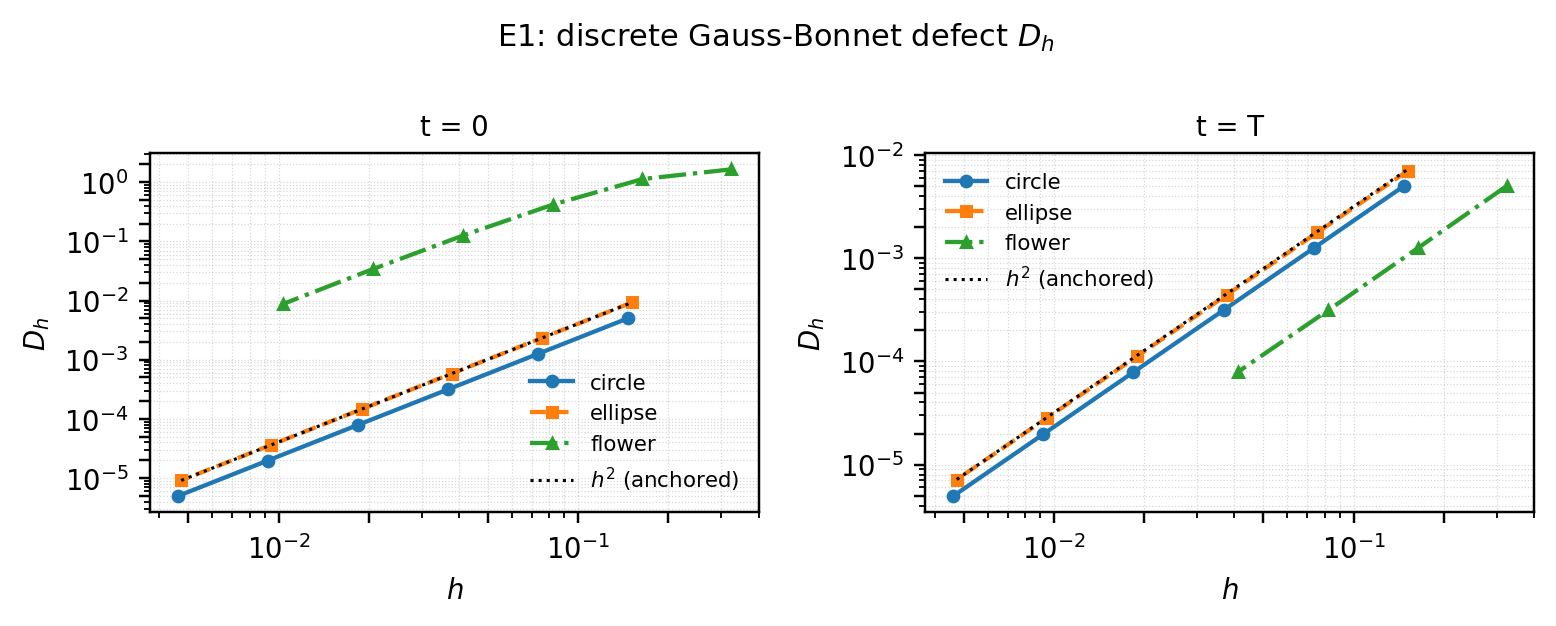 E1: discrete Gauss-Bonnet defect $D_h$
t = 0
$D_h$
10⁰
10⁻¹
10⁻²
10⁻³
10⁻⁴
10⁻⁵
circle
ellipse
flower
$h^2$ (anchored)
10⁻² 10⁻¹
h
t = T
$D_h$
10⁻²
10⁻³
10⁻⁴
10⁻⁵
circle
ellipse
flower
$h^2$ (anchored)
10⁻² 10⁻¹
h